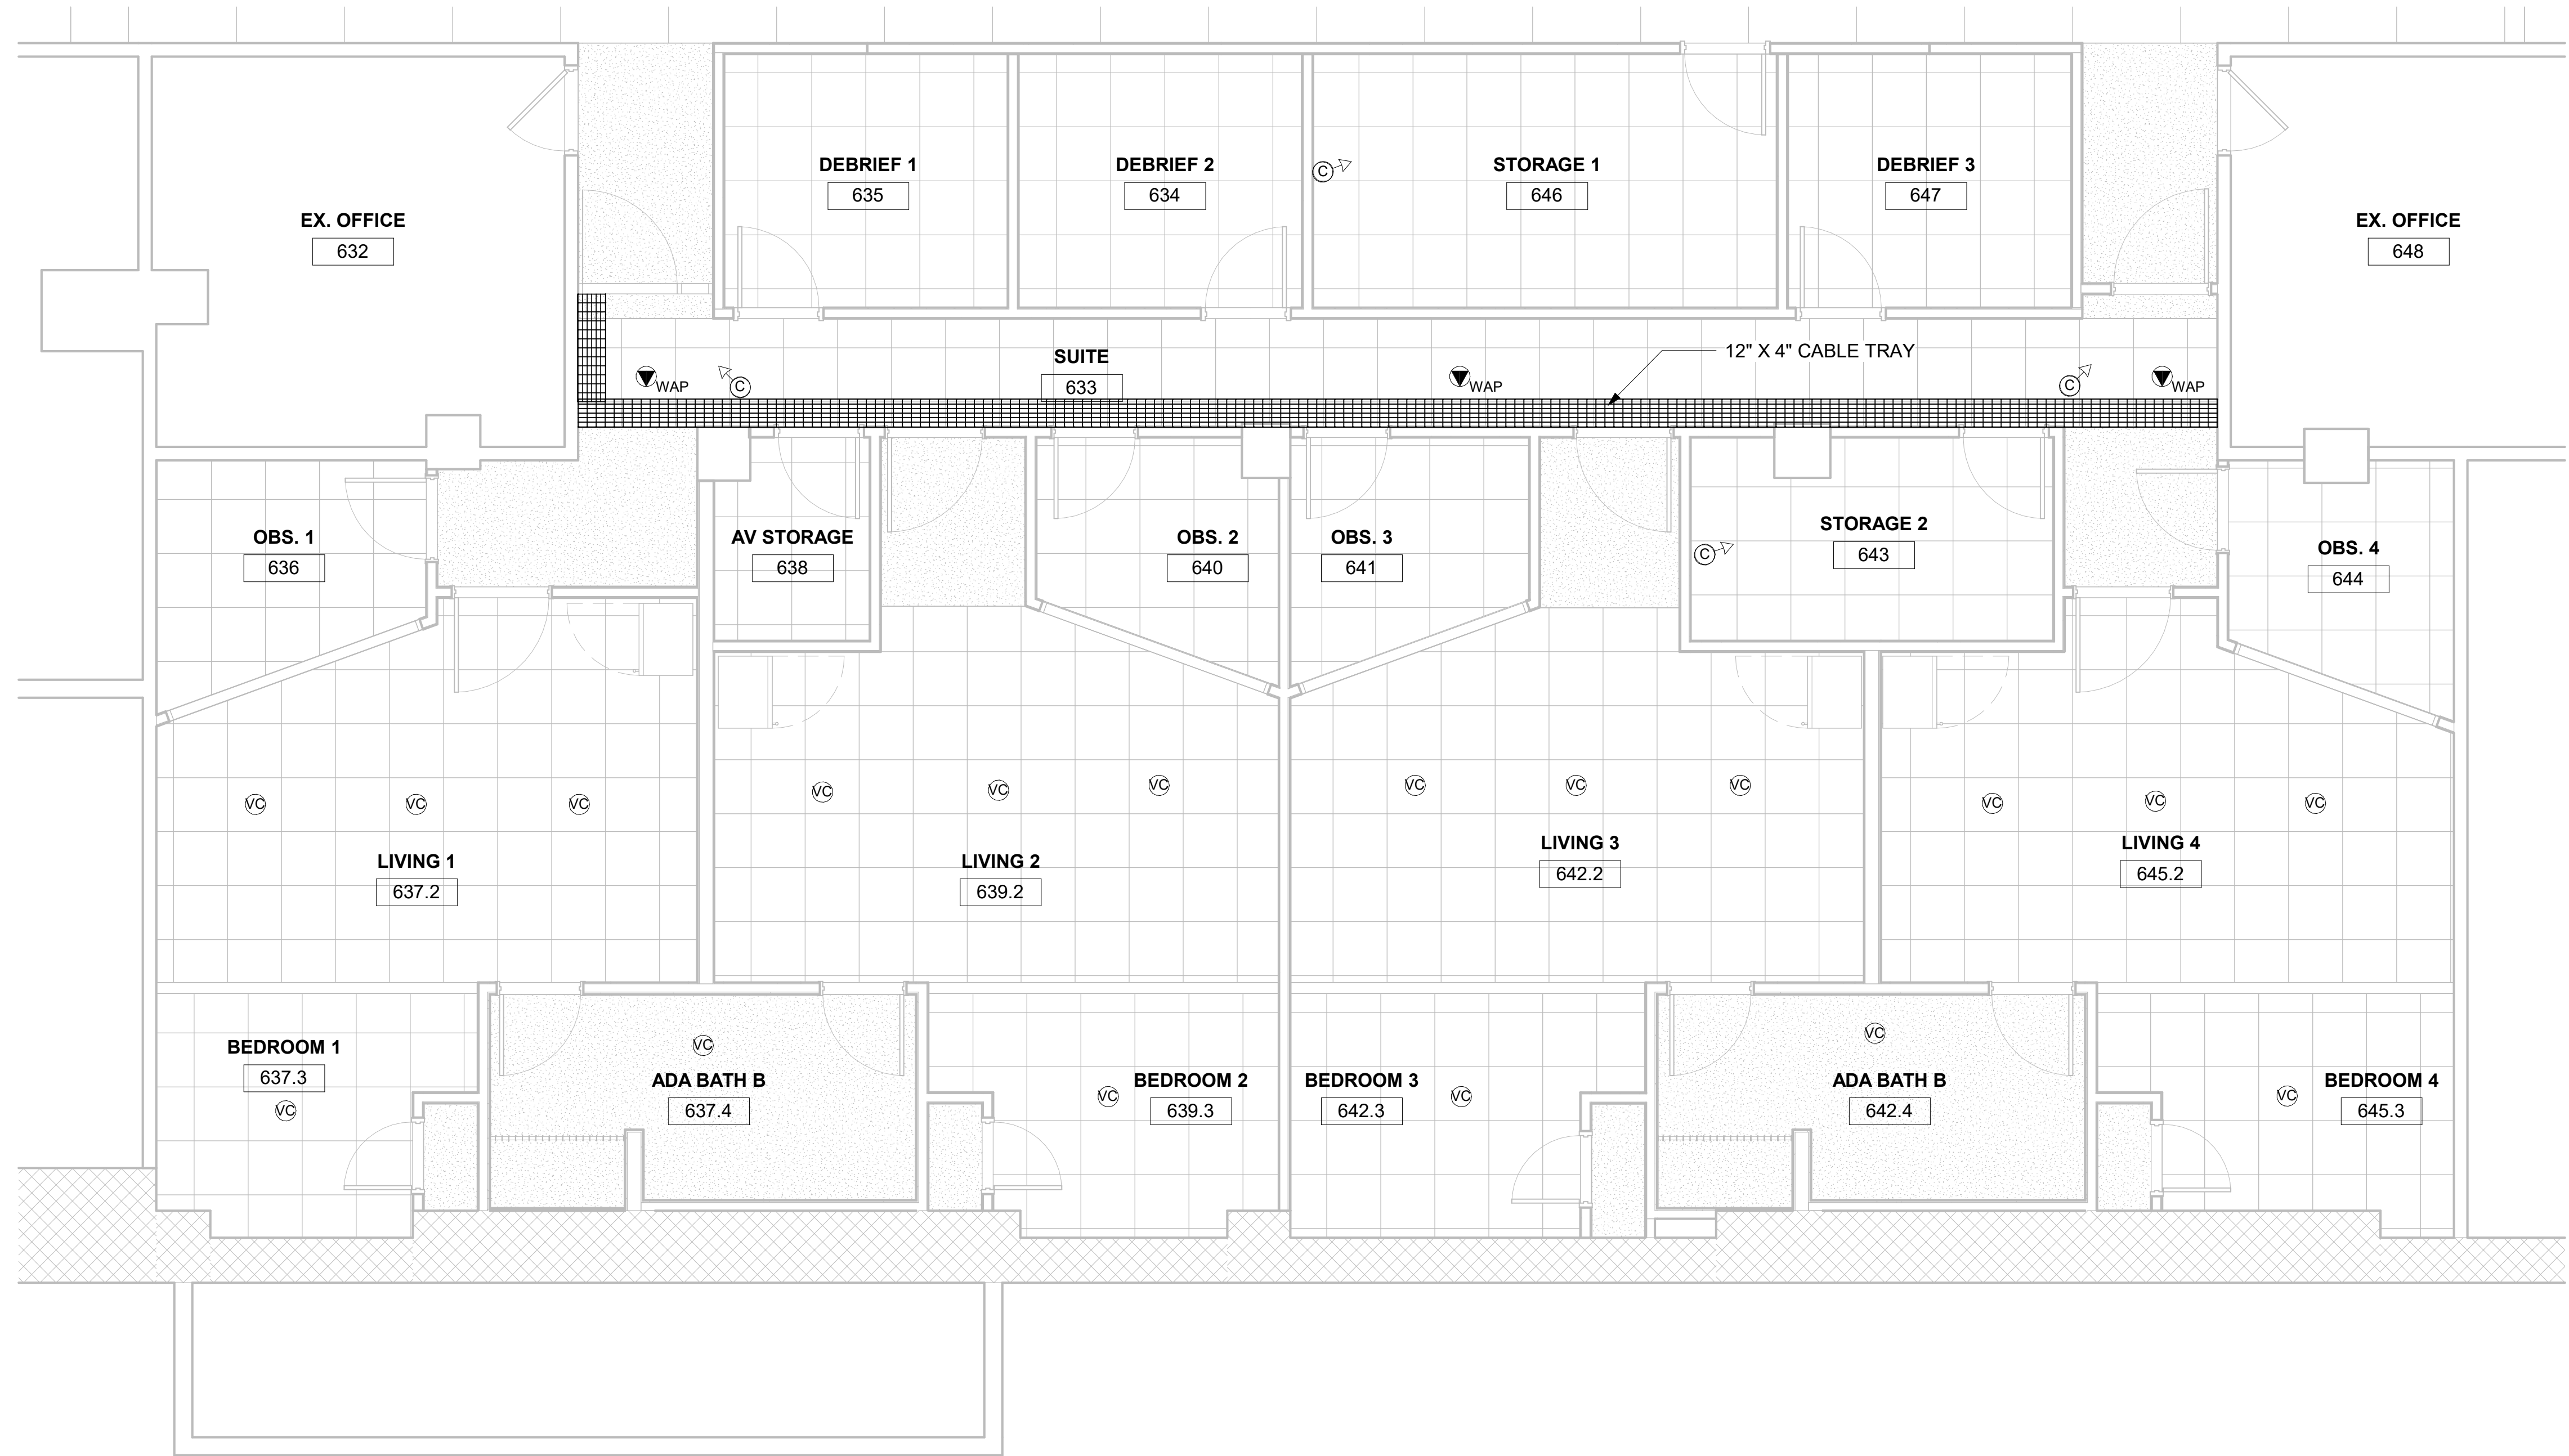 DEBRIEF 1
635
DEBRIEF 2
634
STORAGE 1
646
DEBRIEF 3
647
C
EX. OFFICE
632
EX. OFFICE
648
12" X 4" CABLE TRAY
SUITE
633
WAP
C
WAP
C
WAP
OBS. 1
636
AV STORAGE
638
OBS. 2
640
OBS. 3
641
STORAGE 2
643
C
OBS. 4
644
VC
VC
VC
VC
VC
VC
VC
VC
VC
VC
VC
VC
LIVING 1
637.2
LIVING 2
639.2
LIVING 3
642.2
LIVING 4
645.2
BEDROOM 1
637.3
VC
VC
ADA BATH B
637.4
VC
BEDROOM 2
639.3
BEDROOM 3
642.3
VC
VC
ADA BATH B
642.4
VC
BEDROOM 4
645.3